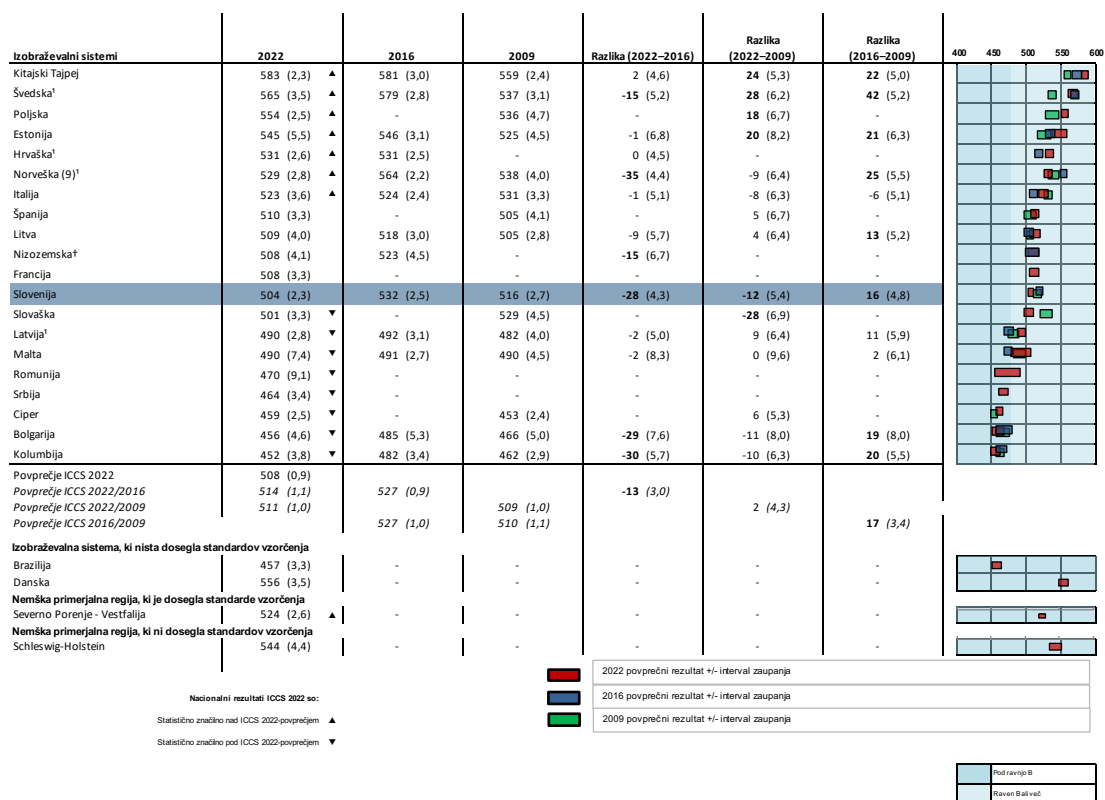 Izobraževalni sistemi 2022 2016 2009 Razlika (2022–2016) Razlika (2022–2009) Razlika (2016–2009) 400 450 500 550 600
Kitajski Tajpej 583 (2,3) ▲ 581 (3,0) 559 (2,4) 2 (4,6) 24 (5,3) 22 (5,0)
Švedska¹ 565 (3,5) ▲ 579 (2,8) 537 (3,1) -15 (5,2) 28 (6,2) 42 (5,2)
Poljska 554 (2,5) ▲ - 536 (4,7) - 18 (6,7) -
Estonija 545 (5,5) ▲ 546 (3,1) 525 (4,5) -1 (6,8) 20 (8,2) 21 (6,3)
Hrvaška¹ 531 (2,6) ▲ 531 (2,5) - 0 (4,5) - -
Norveška (9)¹ 529 (2,8) ▲ 564 (2,2) 538 (4,0) -35 (4,4) -9 (6,4) 25 (5,5)
Italija 523 (3,6) ▲ 524 (2,4) 531 (3,3) -1 (5,1) -8 (6,3) -6 (5,1)
Španija 510 (3,3) - 505 (4,1) - 5 (6,7) -
Litva 509 (4,0) 518 (3,0) 505 (2,8) -9 (5,7) 4 (6,4) 13 (5,2)
Nizozemska† 508 (4,1) 523 (4,5) - -15 (6,7) - -
Francija 508 (3,3) - - - - -
Slovenija 504 (2,3) 532 (2,5) 516 (2,7) -28 (4,3) -12 (5,4) 16 (4,8)
Slovaška 501 (3,3) ▼ - 529 (4,5) - -28 (6,9) -
Latvija¹ 490 (2,8) ▼ 492 (3,1) 482 (4,0) -2 (5,0) 9 (6,4) 11 (5,9)
Malta 490 (7,4) ▼ 491 (2,7) 490 (4,5) -2 (8,3) 0 (9,6) 2 (6,1)
Romunija 470 (9,1) ▼ - - - - -
Srbija 464 (3,4) ▼ - - - - -
Ciper 459 (2,5) ▼ - 453 (2,4) - 6 (5,3) -
Bolgarija 456 (4,6) ▼ 485 (5,3) 466 (5,0) -29 (7,6) -11 (8,0) 19 (8,0)
Kolumbija 452 (3,8) ▼ 482 (3,4) 462 (2,9) -30 (5,7) -10 (6,3) 20 (5,5)
Povprečje ICCS 2022 508 (0,9)
Povprečje ICCS 2022/2016 514 (1,1) 527 (0,9) -13 (3,0)
Povprečje ICCS 2022/2009 511 (1,0) 509 (1,0) 2 (4,3)
Povprečje ICCS 2016/2009 527 (1,0) 510 (1,1) 17 (3,4)
Izobraževalna sistema, ki nista dosegla standardov vzorčenja
Brazilija 457 (3,3) - - - - -
Danska 556 (3,5) - - - - -
Nemška primerjalna regija, ki je dosegla standarde vzorčenja
Severno Porenje - Vestfalija 524 (2,6) ▲ - - - - -
Nemška primerjalna regija, ki ni dosegla standardov vzorčenja
Schleswig-Holstein 544 (4,4) - - - - -
2022 povprečni rezultat +/- interval zaupanja
2016 povprečni rezultat +/- interval zaupanja
2009 povprečni rezultat +/- interval zaupanja
Nacionalni rezultati ICCS 2022 so:
Statistično značilno nad ICCS 2022-povprečjem ▲
Statistično značilno pod ICCS 2022-povprečjem ▼
Pod ravnjo B
Raven B ali več